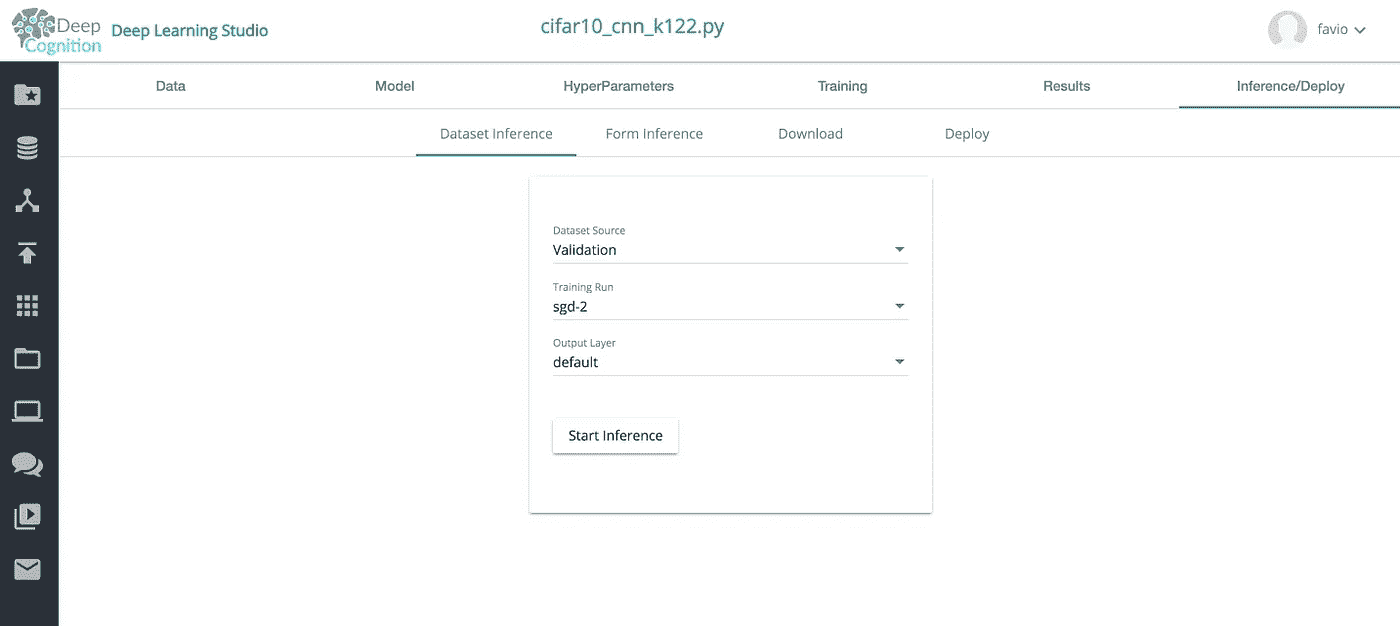 Deep Cognition Deep Learning Studio
cifar10_cnn_k122.py
favio
Data Model HyperParameters Training Results Inference/Deploy
Dataset Inference Form Inference Download Deploy
Dataset Source
Validation
Training Run
sgd-2
Output Layer
default
Start Inference